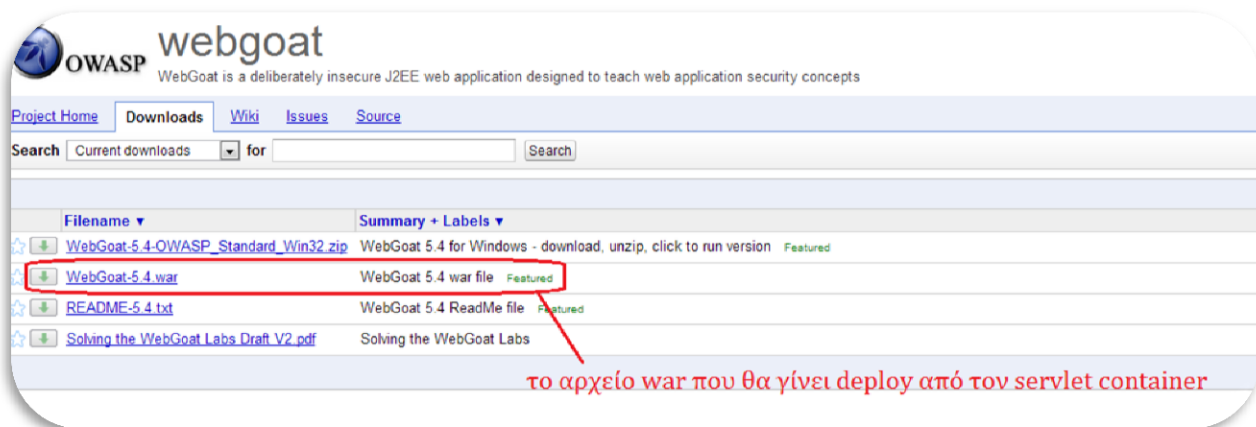 OWASP
webgoat
WebGoat is a deliberately insecure J2EE web application designed to teach web application security concepts
Project Home Downloads Wiki Issues Source
Search Current downloads for Search
Filename ▼ Summary + Labels ▼
WebGoat-5.4-OWASP_Standard_Win32.zip WebGoat 5.4 for Windows - download, unzip, click to run version Featured
WebGoat-5.4.war WebGoat 5.4 war file Featured
README-5.4.txt WebGoat 5.4 ReadMe file Featured
Solving the WebGoat Labs Draft V2.pdf Solving the WebGoat Labs
το αρχείο war που θα γίνει deploy από τον servlet container